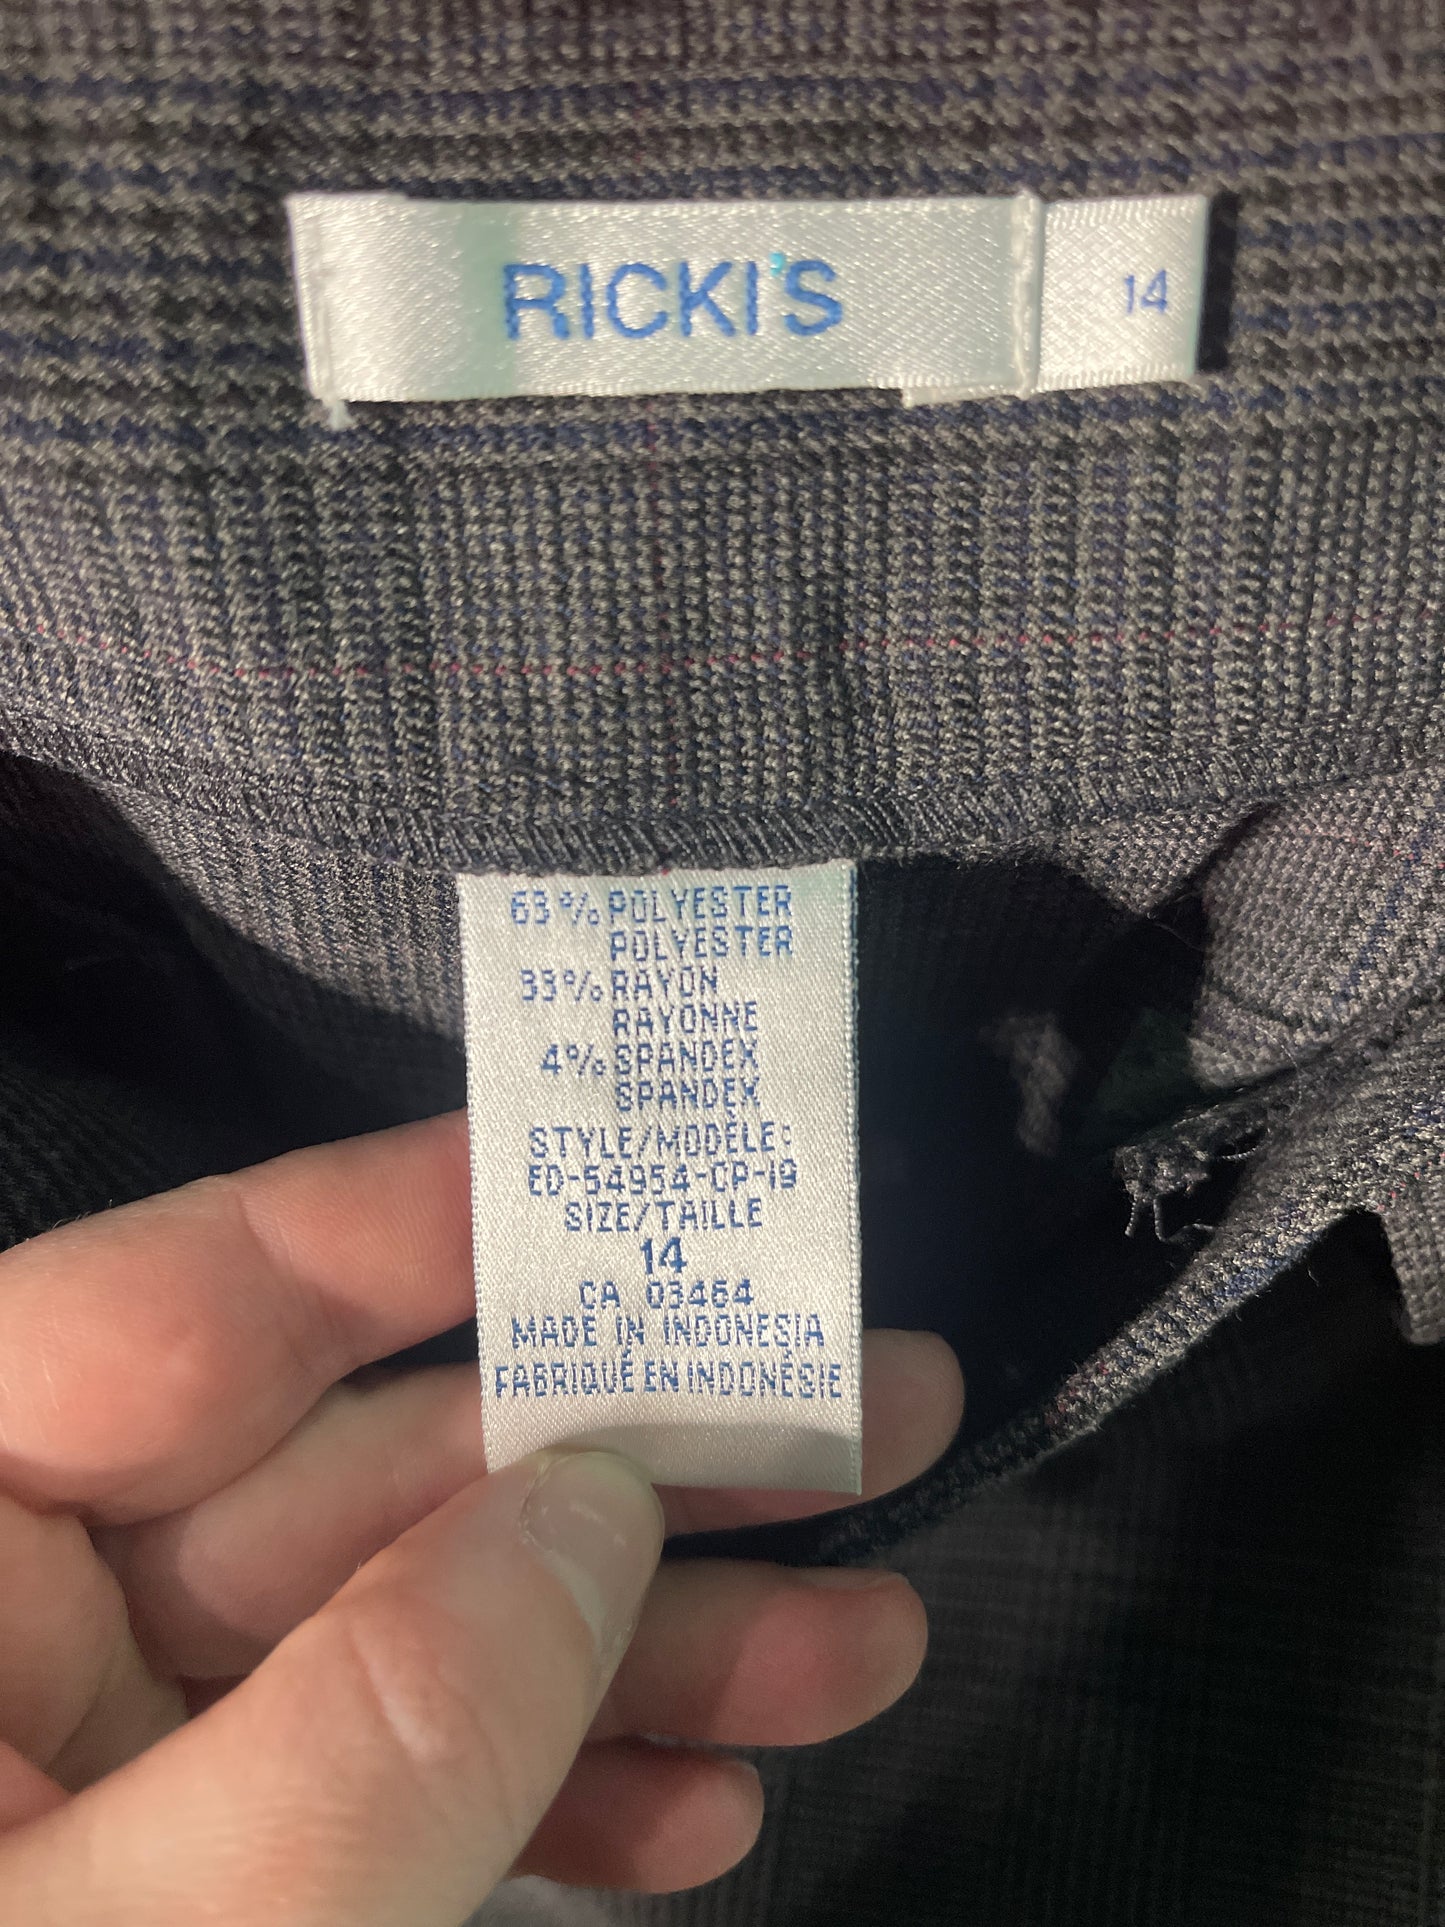 RICKI'S
14
63% POLYESTER
POLYESTER
33% RAYON
RAYONNE
4% SPANDEX
SPANDEX
STYLE/MODÈLE:
ED-54954-CP-19
SIZE/TAILLE
14
CA 03464
MADE IN INDONESIA
FABRIQUÉ EN INDONÉSIE